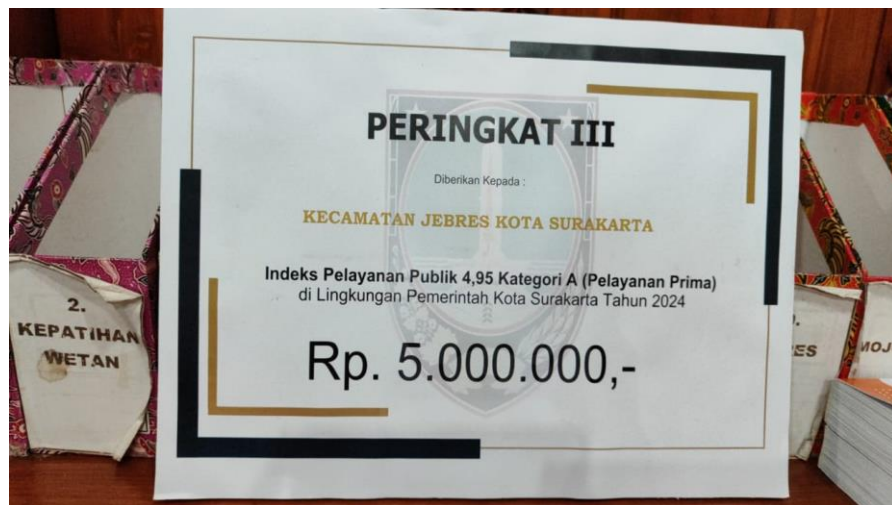 PERINGKAT III
Diberikan Kepada :
KECAMATAN JEBRES KOTA SURAKARTA
Indeks Pelayanan Publik 4,95 Kategori A (Pelayanan Prima)
di Lingkungan Pemerintah Kota Surakarta Tahun 2024
Rp. 5.000.000,-
2.
KEPATIHAN
WETAN